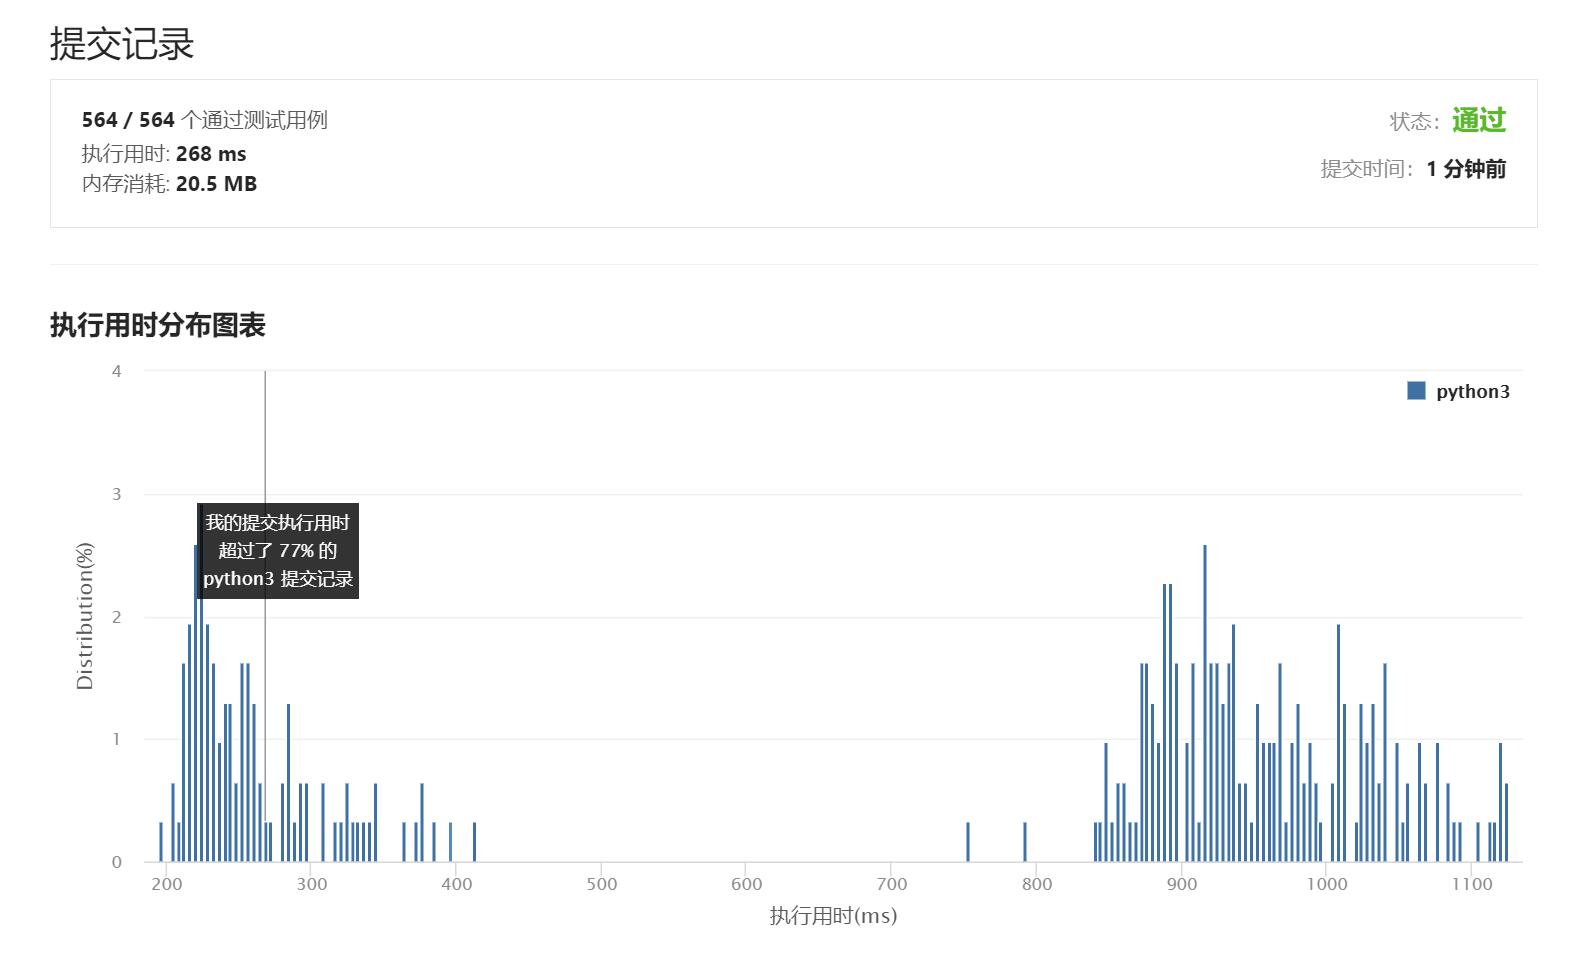 提交记录
564 / 564 个通过测试用例
状态：通过
执行用时: 268 ms
提交时间：1 分钟前
内存消耗: 20.5 MB
执行用时分布图表
4
python3
3
我的提交执行用时
超过了 77% 的
python3 提交记录
Distribution(%)
2
1
0
200 300 400 500 600 700 800 900 1000 1100
执行用时(ms)